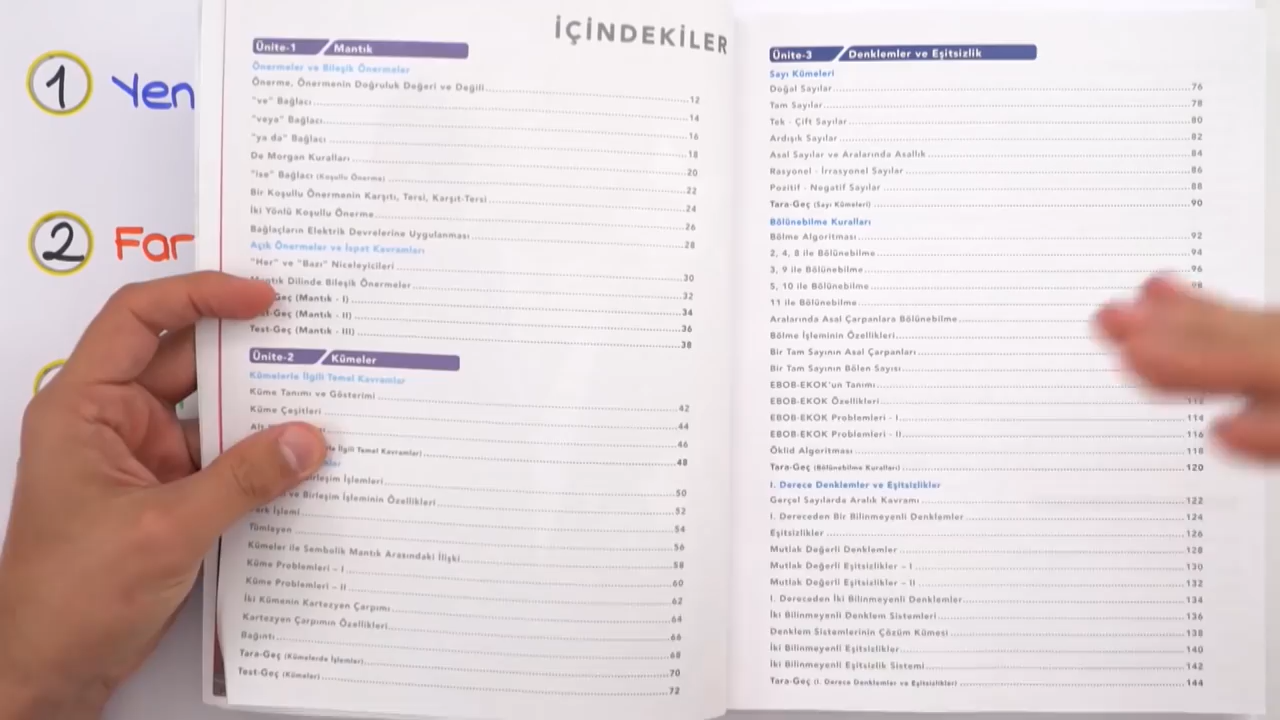 1 Yen
2 Far
İÇİNDEKİLER
Ünite-1 Mantık
Önermeler ve Bileşik Önermeler
Önerme, Önermenin Doğruluk Değeri ve Değili 12
"ve" Bağlacı 14
"veya" Bağlacı 16
"ya da" Bağlacı 18
De Morgan Kuralları 20
"ise" Bağlacı (Koşullu Önerme) 22
Bir Koşullu Önermenin Karşıtı, Tersi, Karşıt-Tersi 24
İki Yönlü Koşullu Önerme 26
Bağlaçların Elektrik Devrelerine Uygulanması 28
Açık Önermeler ve İspat Kavramları
"Her" ve "Bazı" Niceleyicileri 30
Mantık Dilinde Bileşik Önermeler 32
Geç (Mantık - I) 34
-Geç (Mantık - II) 36
Test-Geç (Mantık - III) 38
Ünite-2 Kümeler
Kümelerle İlgili Temel Kavramlar
Küme Tanımı ve Gösterimi 42
Küme Çeşitleri 44
Alt 46
İlgili Temel Kavramlar) 48
İşlemleri 50
ve Birleşim İşleminin Özellikleri 52
Fark İşlemi 54
Tümleyen 56
Kümeler ile Sembolik Mantık Arasındaki İlişki 58
Küme Problemleri - I 60
Küme Problemleri - II 62
İki Kümenin Kartezyen Çarpımı 64
Kartezyen Çarpımın Özellikleri 66
Bağıntı 68
Tara-Geç (Kümelerde İşlemler) 70
Test-Geç (Kümeler) 72
Ünite-3 Denklemler ve Eşitsizlik
Sayı Kümeleri
Doğal Sayılar 76
Tam Sayılar 78
Tek - Çift Sayılar 80
Ardışık Sayılar 82
Asal Sayılar ve Aralarında Asallık 84
Rasyonel - İrrasyonel Sayılar 86
Pozitif - Negatif Sayılar 88
Tara-Geç (Sayı Kümeleri) 90
Bölünebilme Kuralları
Bölme Algoritması 92
2, 4, 8 ile Bölünebilme 94
3, 9 ile Bölünebilme 96
5, 10 ile Bölünebilme 98
11 ile Bölünebilme
Aralarında Asal Çarpanlara Bölünebilme
Bölme İşleminin Özellikleri
Bir Tam Sayının Asal Çarpanları
Bir Tam Sayının Bölen Sayısı
EBOB-EKOK'un Tanımı
EBOB-EKOK Özellikleri 112
EBOB-EKOK Problemleri - I 114
EBOB-EKOK Problemleri - II 116
Öklid Algoritması 118
Tara-Geç (Bölünebilme Kuralları) 120
I. Derece Denklemler ve Eşitsizlikler
Gerçel Sayılarda Aralık Kavramı 122
I. Dereceden Bir Bilinmeyenli Denklemler 124
Eşitsizlikler 126
Mutlak Değerli Denklemler 128
Mutlak Değerli Eşitsizlikler - I 130
Mutlak Değerli Eşitsizlikler - II 132
I. Dereceden İki Bilinmeyenli Denklemler 134
İki Bilinmeyenli Denklem Sistemleri 136
Denklem Sistemlerinin Çözüm Kümesi 138
İki Bilinmeyenli Eşitsizlikler 140
İki Bilinmeyenli Eşitsizlik Sistemi 142
Tara-Geç (I. Derece Denklemler ve Eşitsizlikler) 144